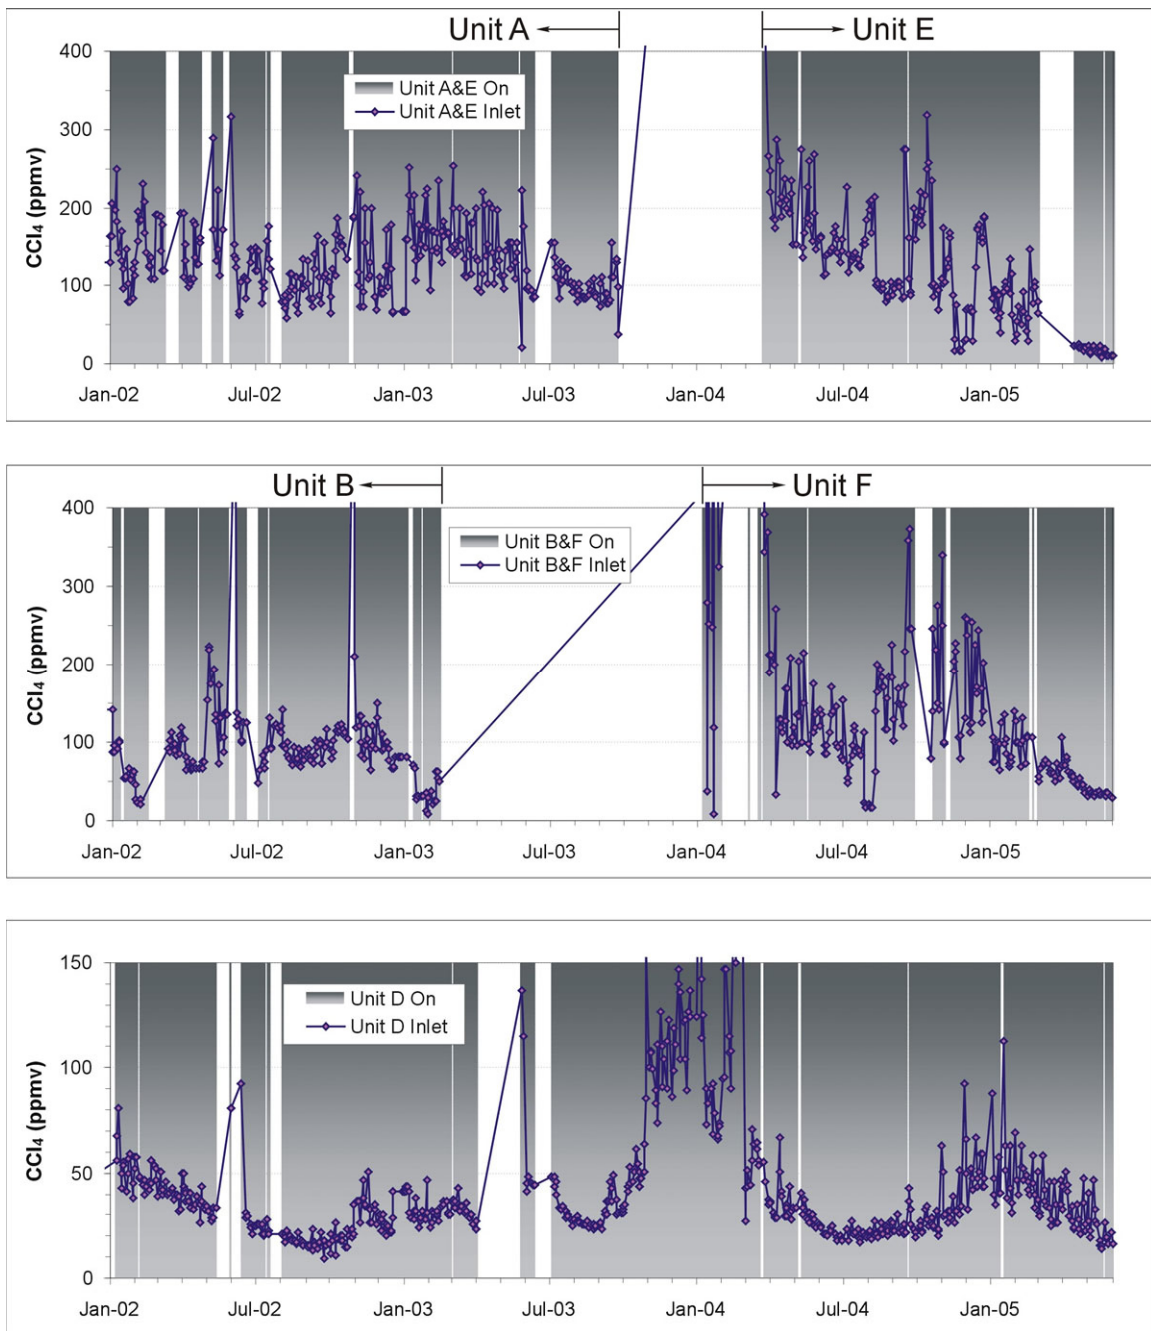 Unit A Unit E
400
300
200
100
0
CCl₄ (ppmv)
Unit A&E On
Unit A&E Inlet
Jan-02 Jul-02 Jan-03 Jul-03 Jan-04 Jul-04 Jan-05
Unit B Unit F
400
300
200
100
0
CCl₄ (ppmv)
Unit B&F On
Unit B&F Inlet
Jan-02 Jul-02 Jan-03 Jul-03 Jan-04 Jul-04 Jan-05
150
100
50
0
CCl₄ (ppmv)
Unit D On
Unit D Inlet
Jan-02 Jul-02 Jan-03 Jul-03 Jan-04 Jul-04 Jan-05